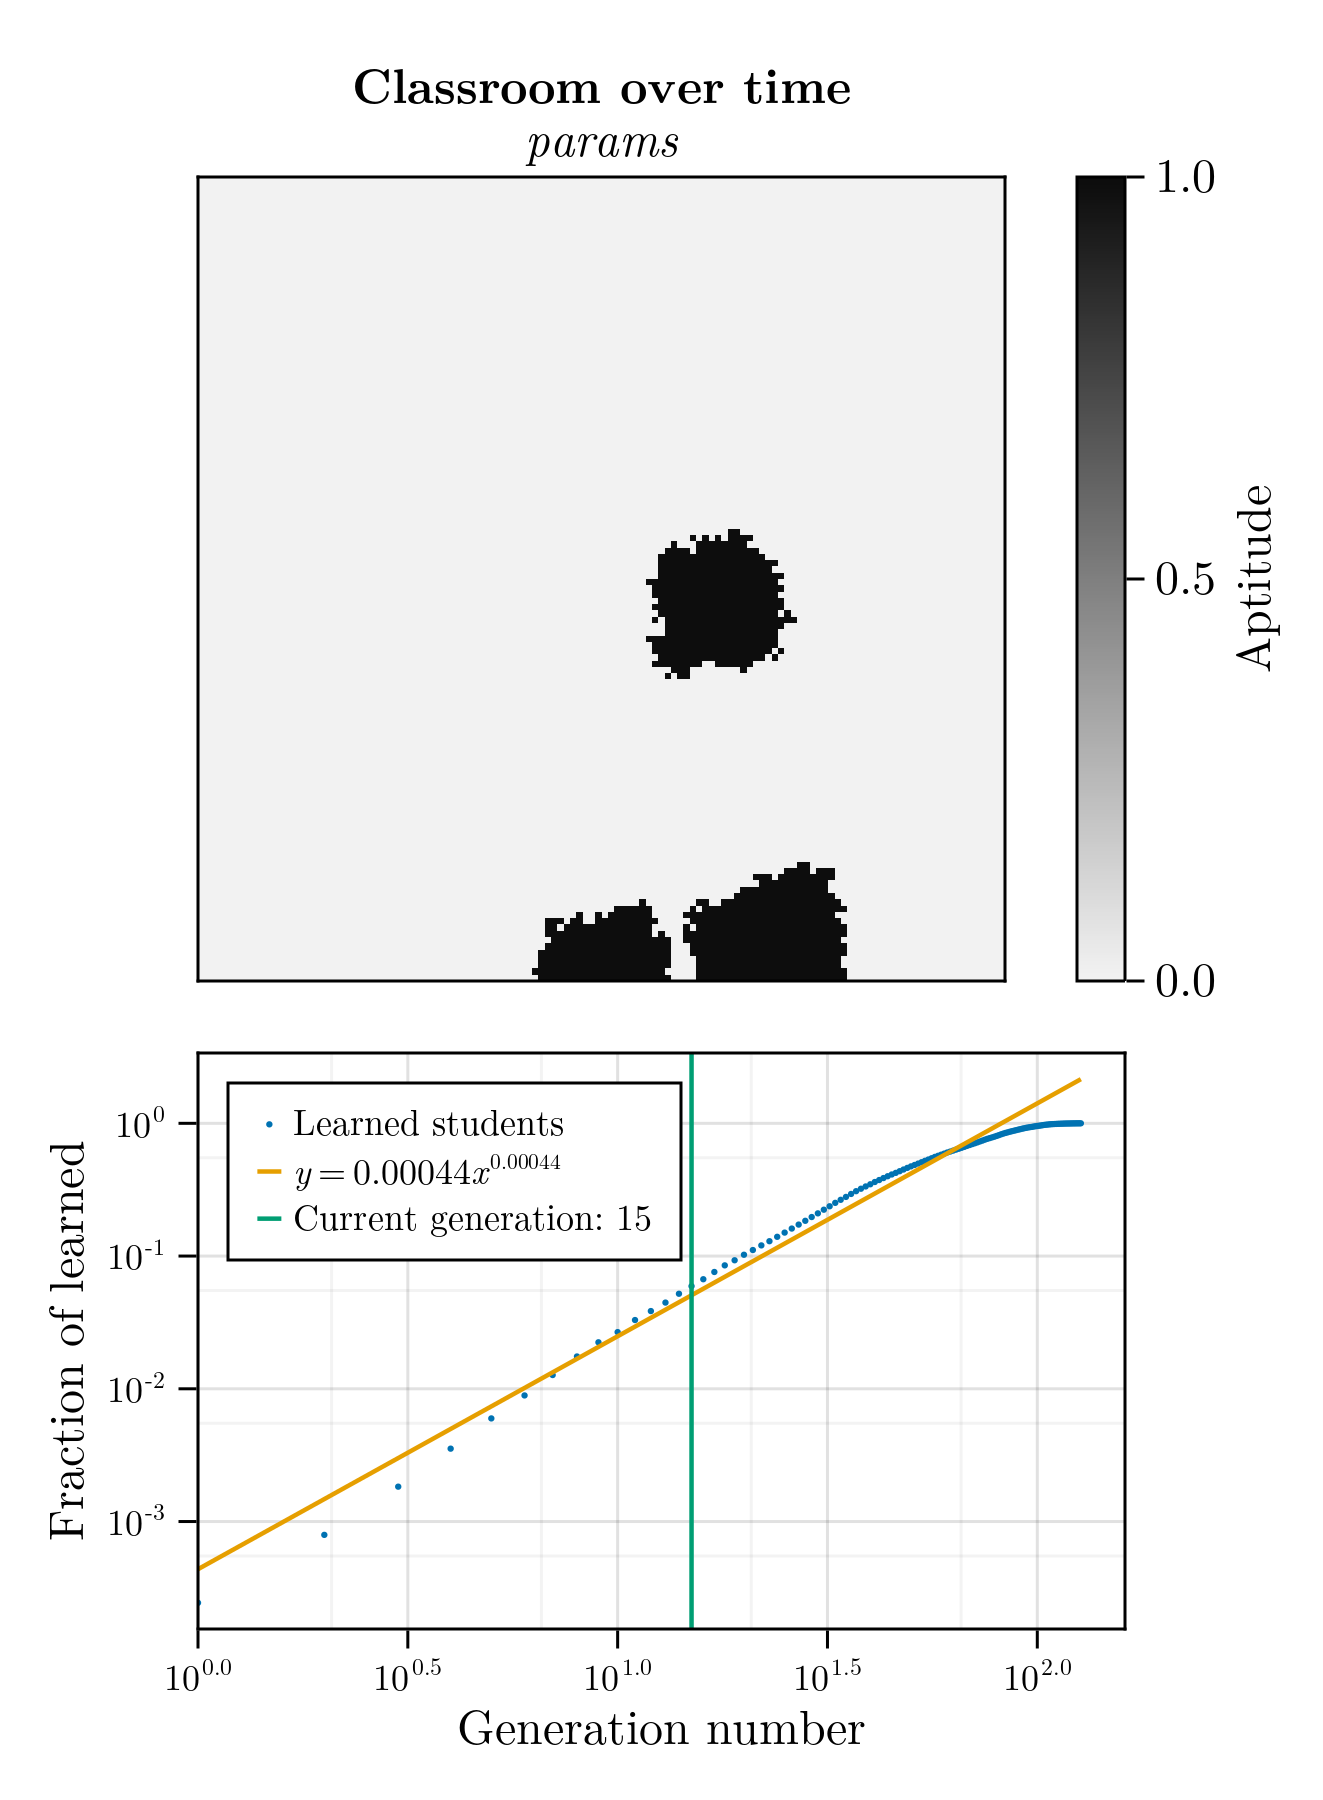 Classroom over time
params
1.0
0.5
0.0
Aptitude
Learned students
y = 0.00044x^0.00044
Current generation: 15
10^0
10^-1
10^-2
10^-3
Fraction of learned
10^0.0 10^0.5 10^1.0 10^1.5 10^2.0
Generation number